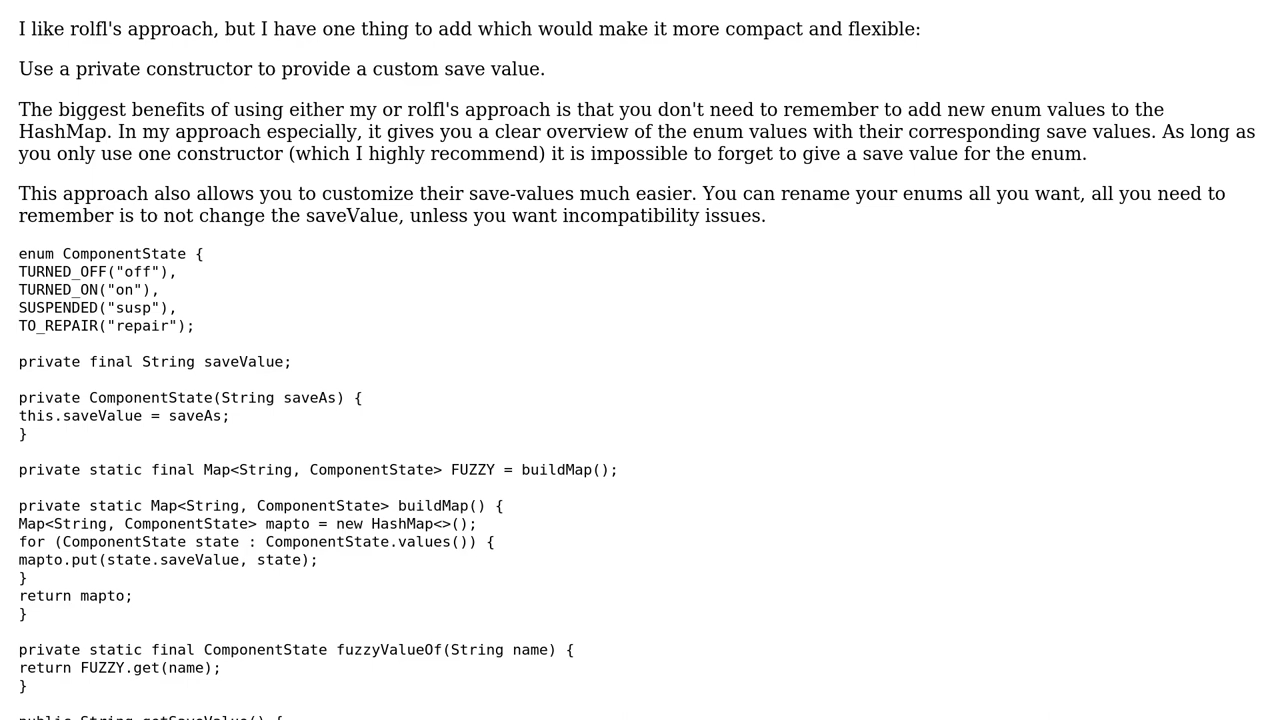 I like rolfl's approach, but I have one thing to add which would make it more compact and flexible:
Use a private constructor to provide a custom save value.
The biggest benefits of using either my or rolfl's approach is that you don't need to remember to add new enum values to the
HashMap. In my approach especially, it gives you a clear overview of the enum values with their corresponding save values. As long as
you only use one constructor (which I highly recommend) it is impossible to forget to give a save value for the enum.
This approach also allows you to customize their save-values much easier. You can rename your enums all you want, all you need to
remember is to not change the saveValue, unless you want incompatibility issues.
enum ComponentState {
TURNED_OFF("off"),
TURNED_ON("on"),
SUSPENDED("susp"),
TO_REPAIR("repair");
private final String saveValue;
private ComponentState(String saveAs) {
this.saveValue = saveAs;
}
private static final Map<String, ComponentState> FUZZY = buildMap();
private static Map<String, ComponentState> buildMap() {
Map<String, ComponentState> mapto = new HashMap<>();
for (ComponentState state : ComponentState.values()) {
mapto.put(state.saveValue, state);
}
return mapto;
}
private static final ComponentState fuzzyValueOf(String name) {
return FUZZY.get(name);
}
public String getSaveValue() {